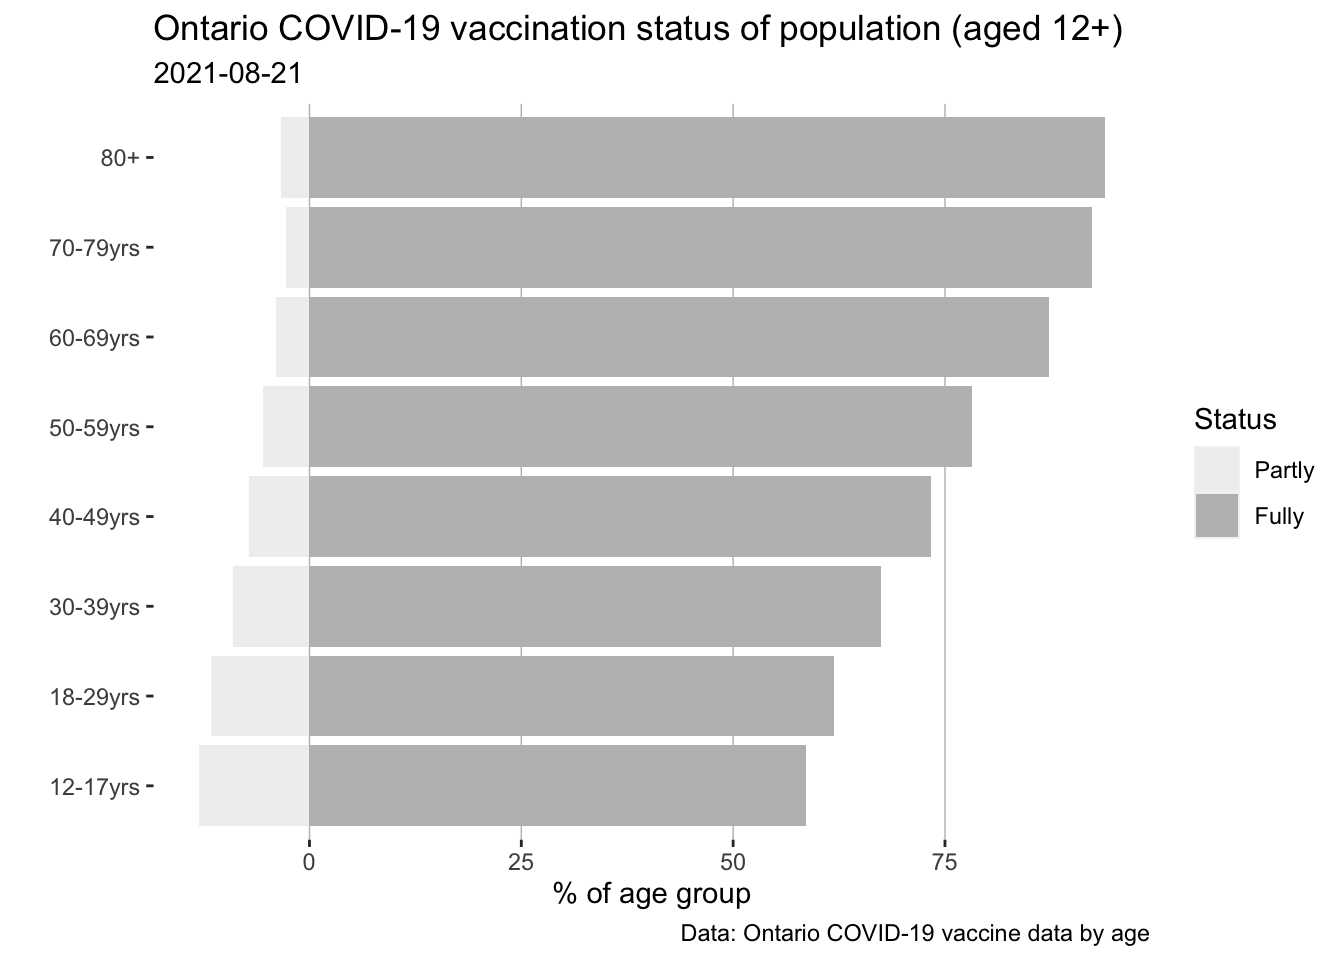 Ontario COVID-19 vaccination status of population (aged 12+)
2021-08-21
80+
70-79yrs
60-69yrs
50-59yrs
40-49yrs
30-39yrs
18-29yrs
12-17yrs
0 25 50 75
% of age group
Status
Partly
Fully
Data: Ontario COVID-19 vaccine data by age